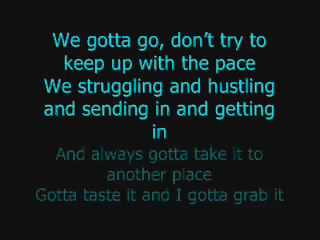 We gotta go, don't try to
keep up with the pace
We struggling and hustling
and sending in and getting
in
And always gotta take it to
another place
Gotta taste it and I gotta grab it